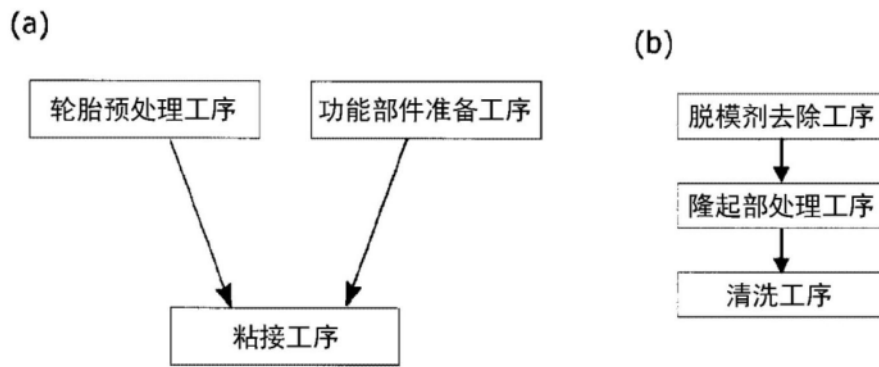 (a)
轮胎预处理工序
功能部件准备工序
粘接工序
(b)
脱模剂去除工序
隆起部处理工序
清洗工序